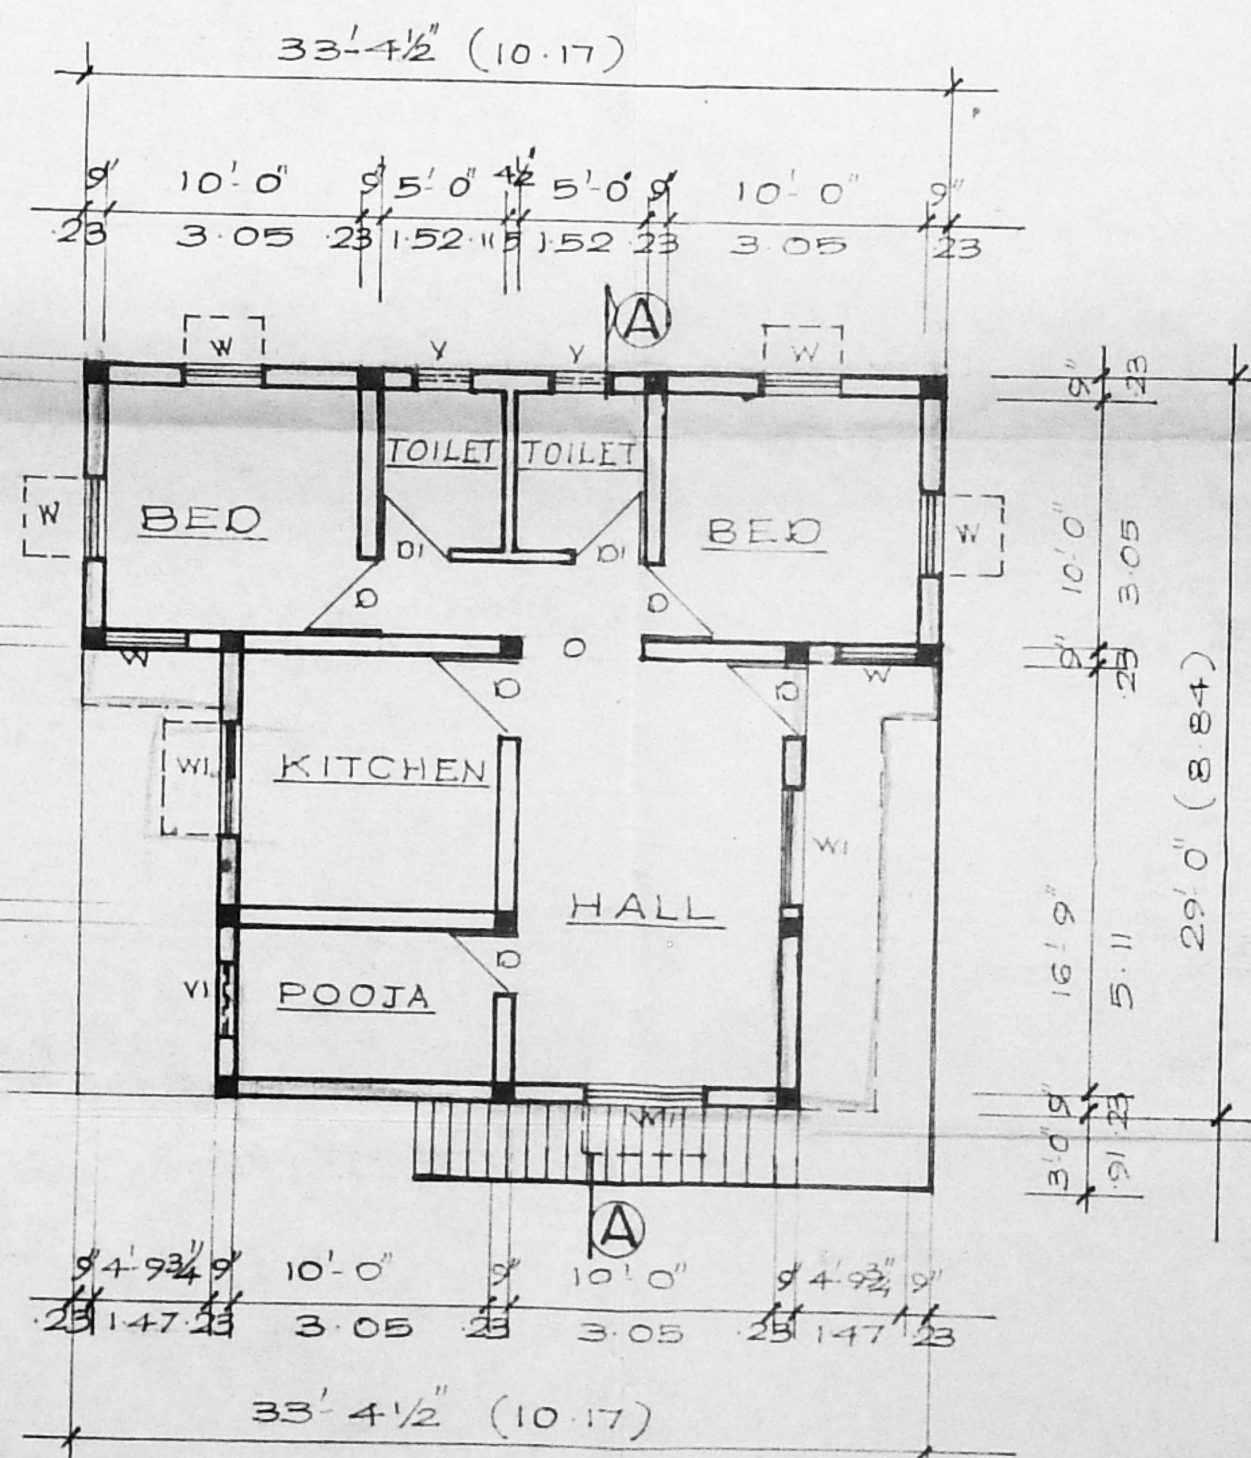 33'-4½" (10.17)
9" 10'-0" 9" 5'-0" 4½" 5'-0" 9" 10'-0" 9"
.23 3.05 .23 1.52 .115 1.52 .23 3.05 .23
A
W V V W
9" .23
TOILET TOILET
W BED BED W
D1 D1
10'-0" 3.05
D D
O
W W
9" .23
D D
W1 KITCHEN
29'-0" (8.84)
W1
HALL
16'-9" 5.11
D
V1 POOJA
W1
9" .23
3'-0" .91
A
9" 4'-9¾" 9" 10'-0" 9" 10'-0" 9" 4'-9¾" 9"
.23 1.47 .23 3.05 .23 3.05 .23 1.47 .23
33'-4½" (10.17)